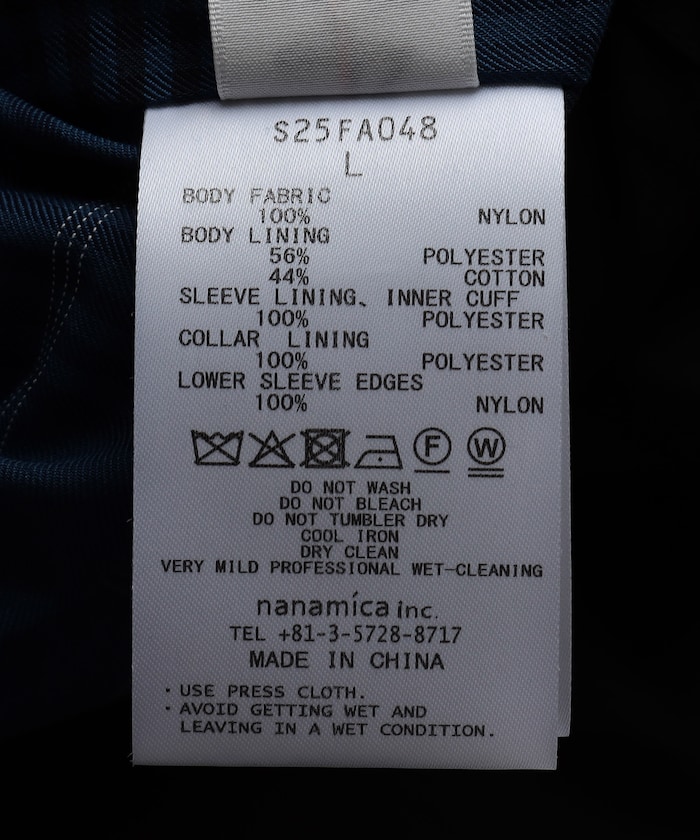 S25FA048
L
BODY FABRIC
100% NYLON
BODY LINING
56% POLYESTER
44% COTTON
SLEEVE LINING、INNER CUFF
100% POLYESTER
COLLAR LINING
100% POLYESTER
LOWER SLEEVE EDGES
100% NYLON
F W
DO NOT WASH
DO NOT BLEACH
DO NOT TUMBLER DRY
COOL IRON
DRY CLEAN
VERY MILD PROFESSIONAL WET-CLEANING
nanamíca inc.
TEL +81-3-5728-8717
MADE IN CHINA
・USE PRESS CLOTH.
・AVOID GETTING WET AND
LEAVING IN A WET CONDITION.